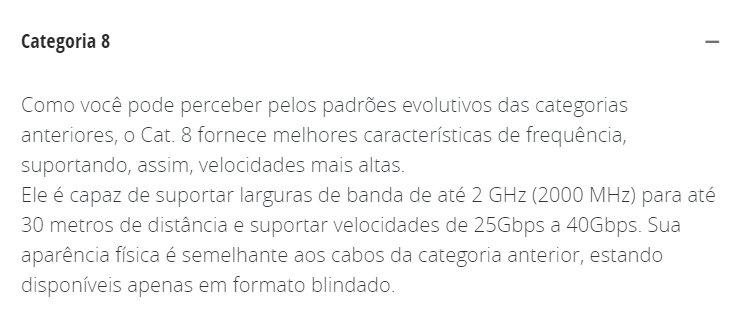 Categoria 8
Como você pode perceber pelos padrões evolutivos das categorias
anteriores, o Cat. 8 fornece melhores características de frequência,
suportando, assim, velocidades mais altas.
Ele é capaz de suportar larguras de banda de até 2 GHz (2000 MHz) para até
30 metros de distância e suportar velocidades de 25Gbps a 40Gbps. Sua
aparência física é semelhante aos cabos da categoria anterior, estando
disponíveis apenas em formato blindado.